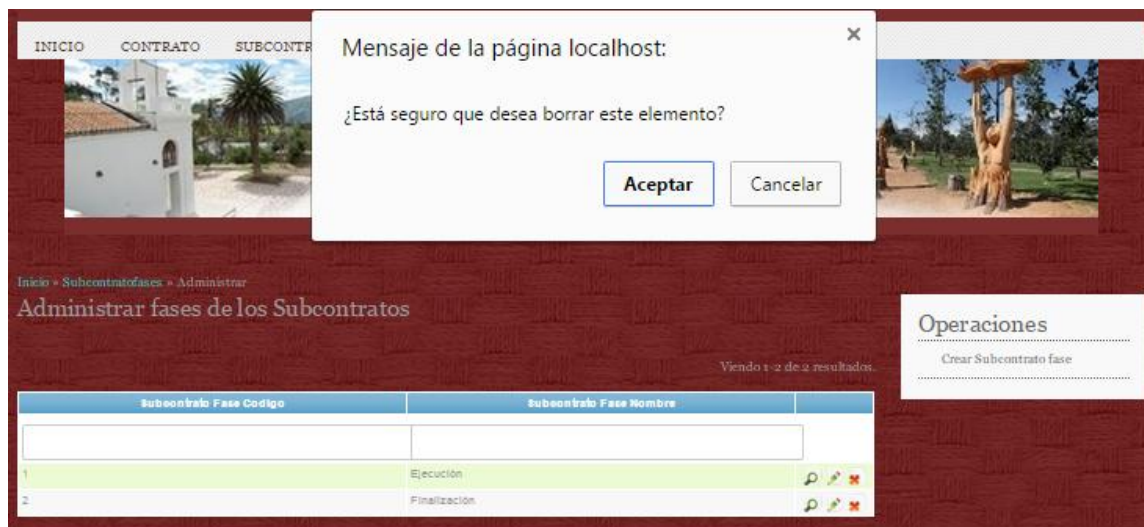 INICIO CONTRATO SUBCONTR
Mensaje de la página localhost:
¿Está seguro que desea borrar este elemento?
Aceptar Cancelar
Inicio » Subcontratofases » Administrar
Administrar fases de los Subcontratos
Viendo 1-2 de 2 resultados.
Subcontrato Fase Codigo Subcontrato Fase Nombre
1 Ejecución
2 Finalización
Operaciones
Crear Subcontrato fase